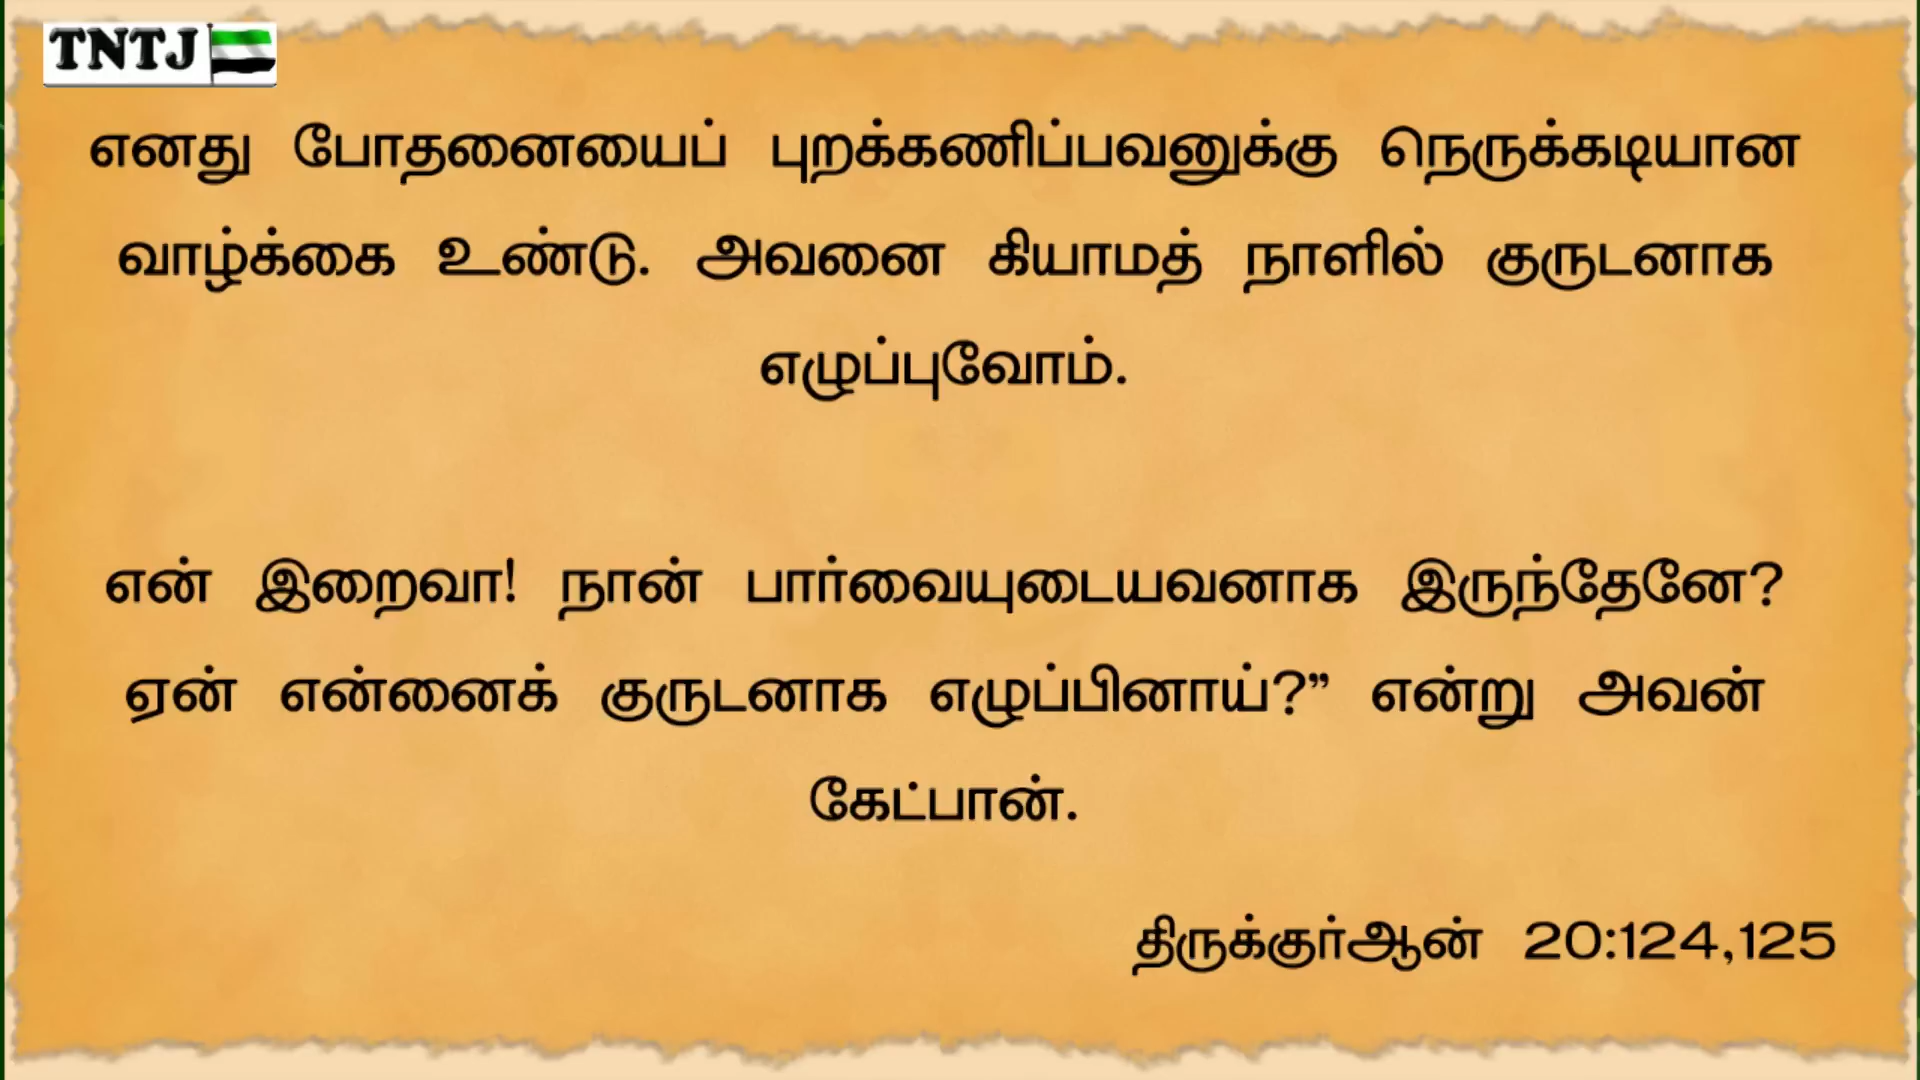 TNTJ
எனது போதனையைப் புறக்கணிப்பவனுக்கு நெருக்கடியான
வாழ்க்கை உண்டு. அவனை கியாமத் நாளில் குருடனாக
எழுப்புவோம்.
என் இறைவா! நான் பார்வையுடையவனாக இருந்தேனே?
ஏன் என்னைக் குருடனாக எழுப்பினாய்?” என்று அவன்
கேட்பான்.
திருக்குர்ஆன் 20:124,125